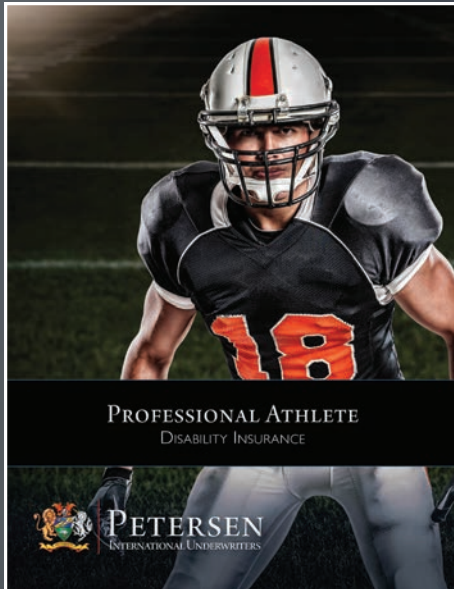 18
PROFESSIONAL ATHLETE
DISABILITY INSURANCE
PETERSEN
INTERNATIONAL UNDERWRITERS